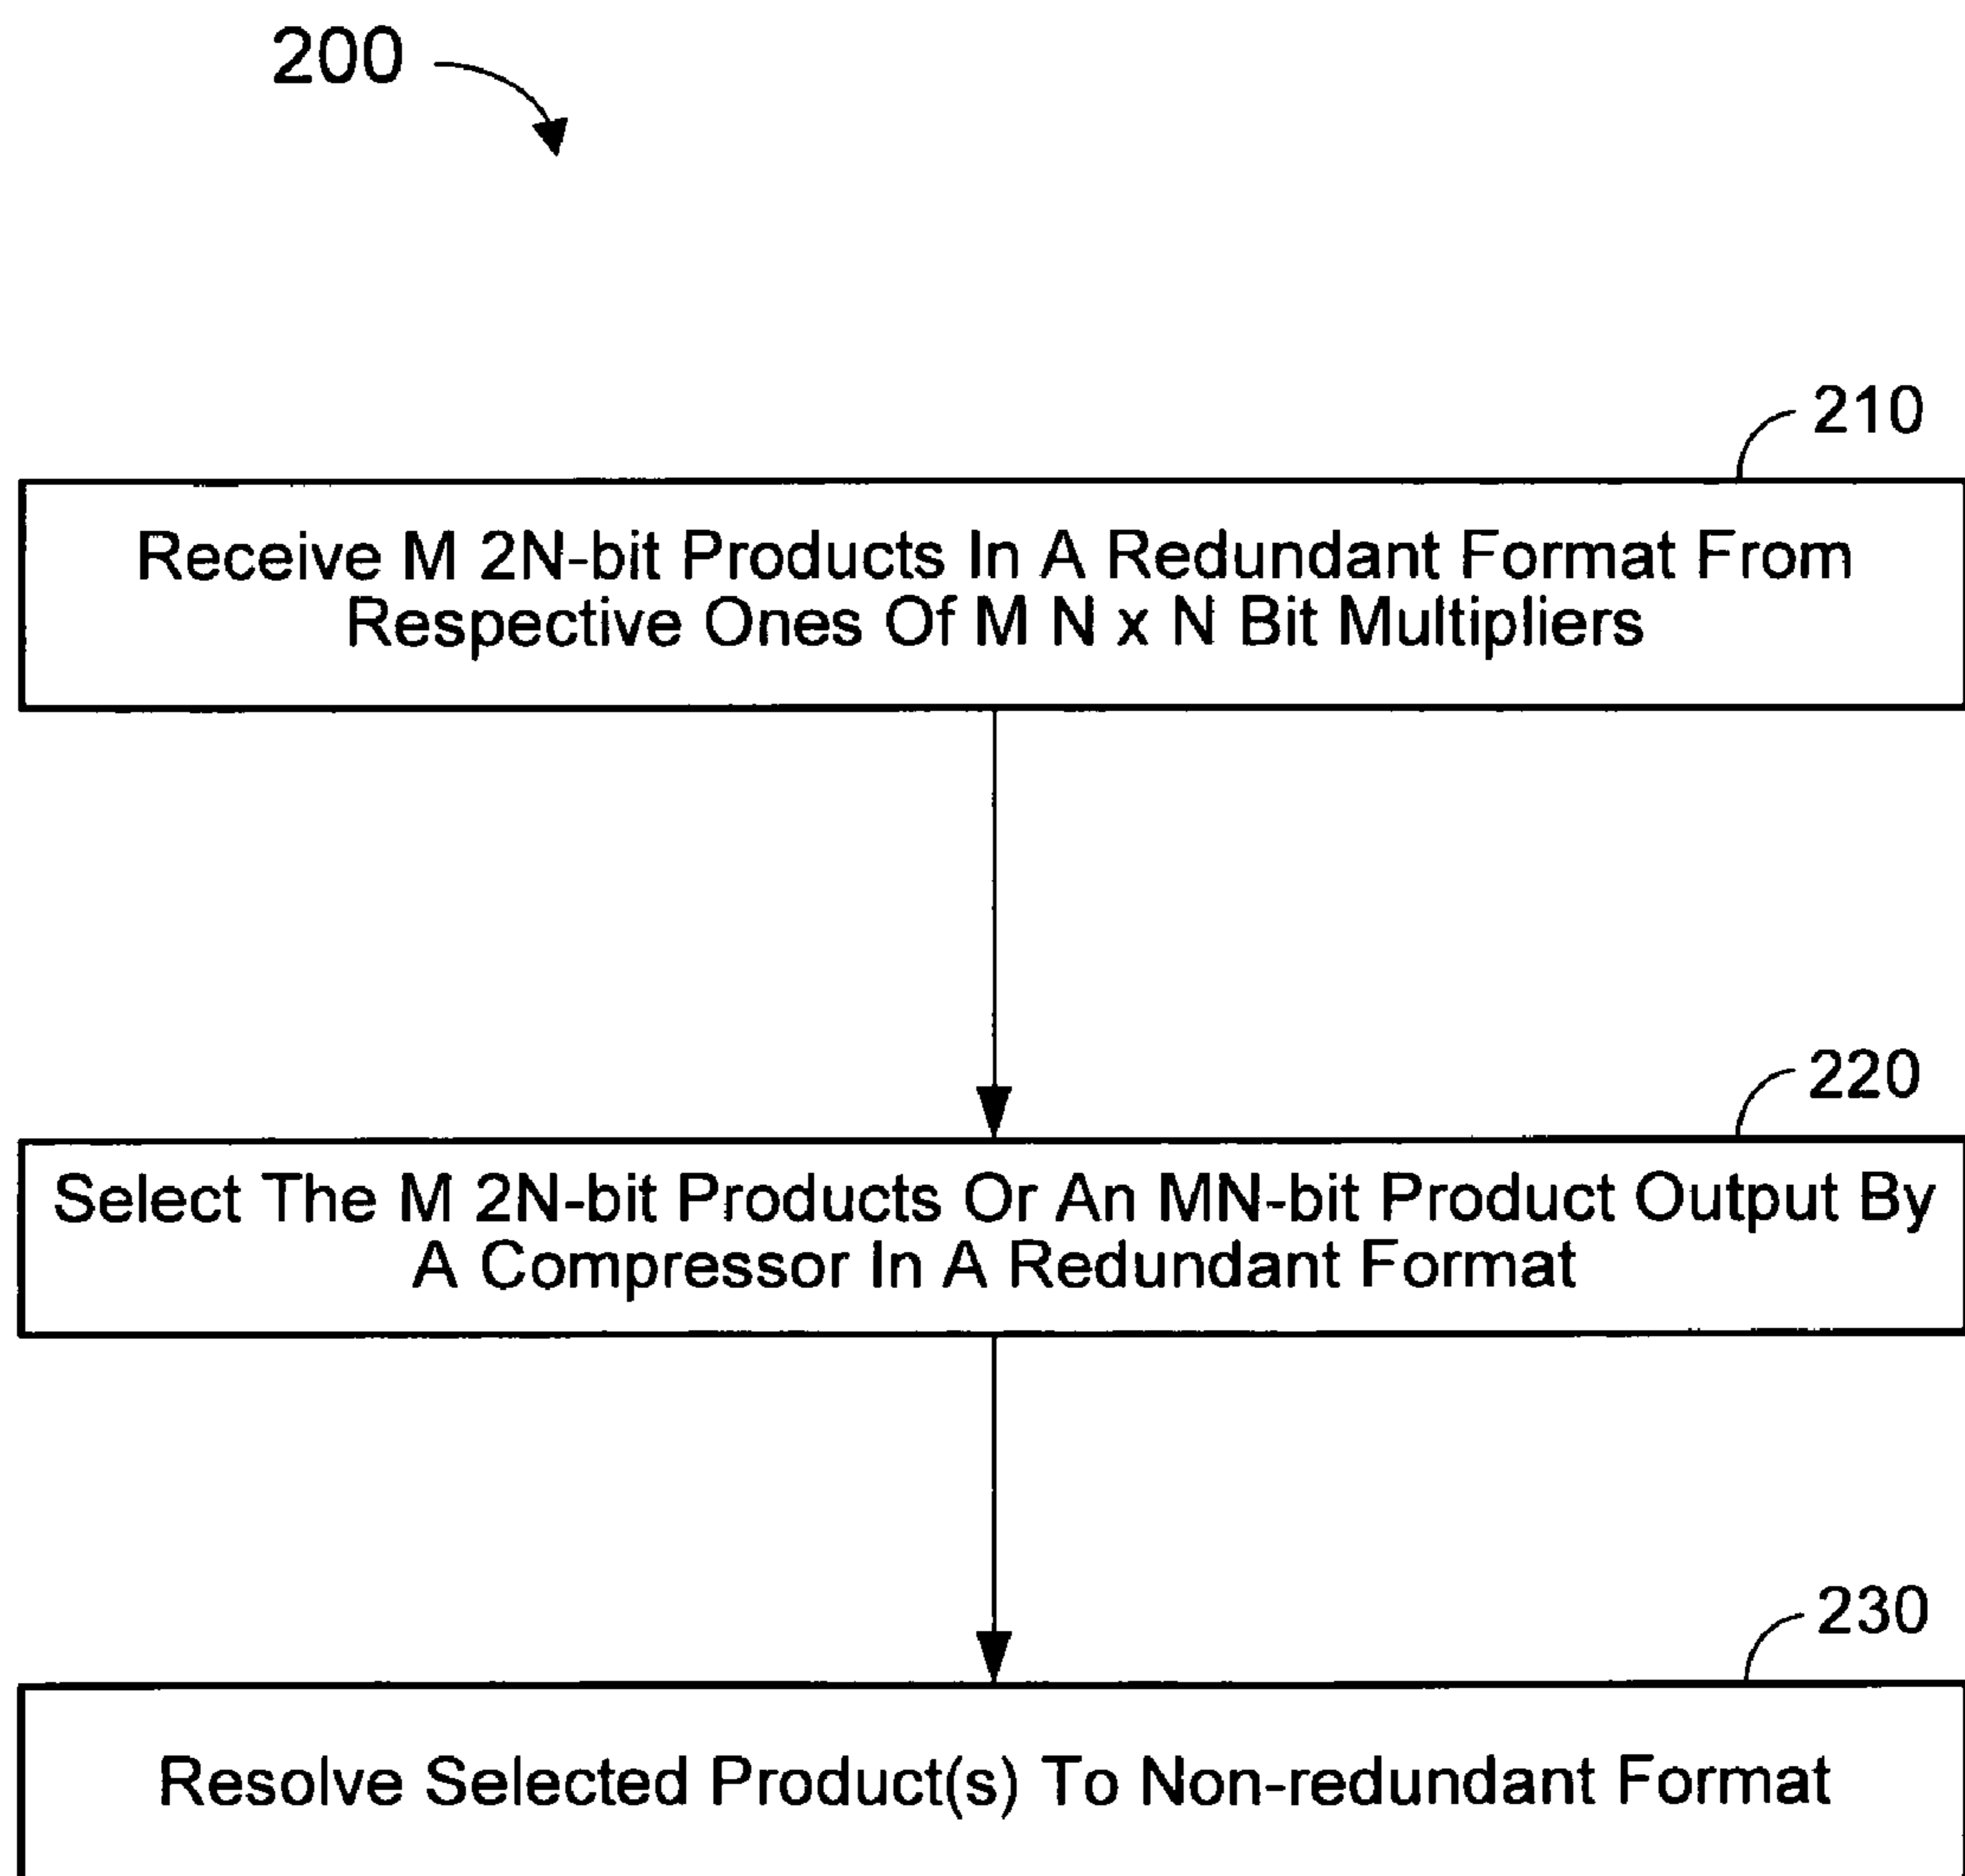 200
210
Receive M 2N-bit Products In A Redundant Format From
Respective Ones Of M N x N Bit Multipliers
220
Select The M 2N-bit Products Or An MN-bit Product Output By
A Compressor In A Redundant Format
230
Resolve Selected Product(s) To Non-redundant Format